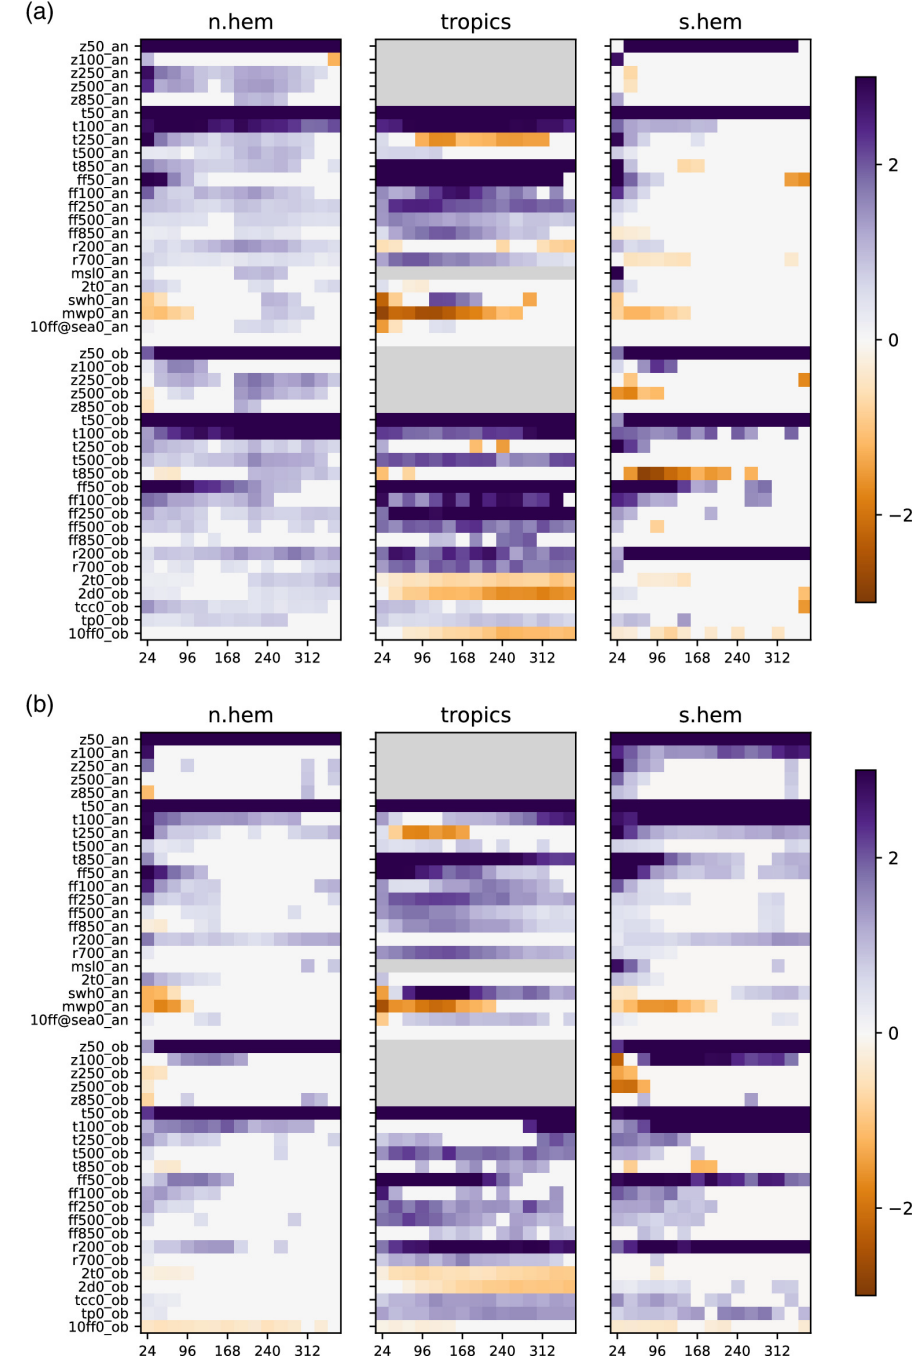 (a)
n.hem tropics s.hem
z50_an
z100_an
z250_an
z500_an
z850_an
t50_an
t100_an
t250_an
t500_an
t850_an
ff50_an
ff100_an
ff250_an
ff500_an
ff850_an
r200_an
r700_an
msl0_an
2t0_an
swh0_an
mwp0_an
10ff@sea0_an
z50_ob
z100_ob
z250_ob
z500_ob
z850_ob
t50_ob
t100_ob
t250_ob
t500_ob
t850_ob
ff50_ob
ff100_ob
ff250_ob
ff500_ob
ff850_ob
r200_ob
r700_ob
2t0_ob
2d0_ob
tcc0_ob
tp0_ob
10ff0_ob
24 96 168 240 312 24 96 168 240 312 24 96 168 240 312
2
0
−2
(b)
n.hem tropics s.hem
z50_an
z100_an
z250_an
z500_an
z850_an
t50_an
t100_an
t250_an
t500_an
t850_an
ff50_an
ff100_an
ff250_an
ff500_an
ff850_an
r200_an
r700_an
msl0_an
2t0_an
swh0_an
mwp0_an
10ff@sea0_an
z50_ob
z100_ob
z250_ob
z500_ob
z850_ob
t50_ob
t100_ob
t250_ob
t500_ob
t850_ob
ff50_ob
ff100_ob
ff250_ob
ff500_ob
ff850_ob
r200_ob
r700_ob
2t0_ob
2d0_ob
tcc0_ob
tp0_ob
10ff0_ob
24 96 168 240 312 24 96 168 240 312 24 96 168 240 312
2
0
−2